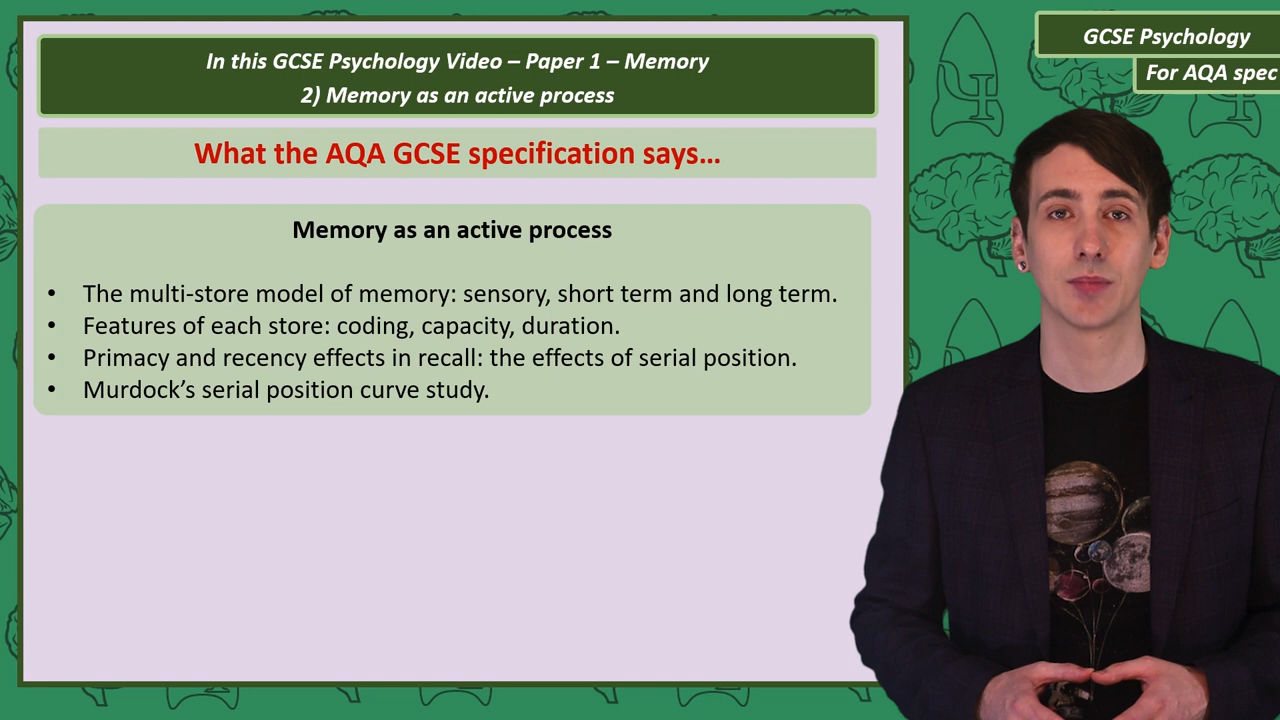 In this GCSE Psychology Video – Paper 1 – Memory
2) Memory as an active process
GCSE Psychology
For AQA spec
What the AQA GCSE specification says...
Memory as an active process
• The multi-store model of memory: sensory, short term and long term.
• Features of each store: coding, capacity, duration.
• Primacy and recency effects in recall: the effects of serial position.
• Murdock’s serial position curve study.